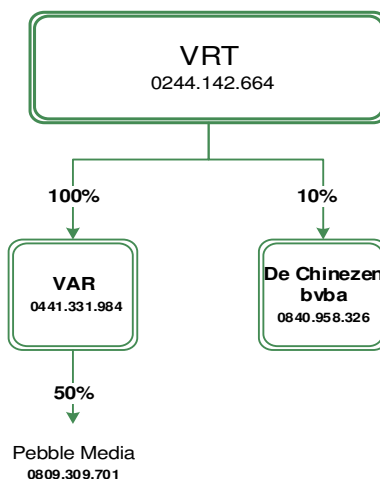 VRT
0244.142.664
100%
10%
VAR
0441.331.984
De Chinezen
bvba
0840.958.326
50%
Pebble Media
0809.309.701